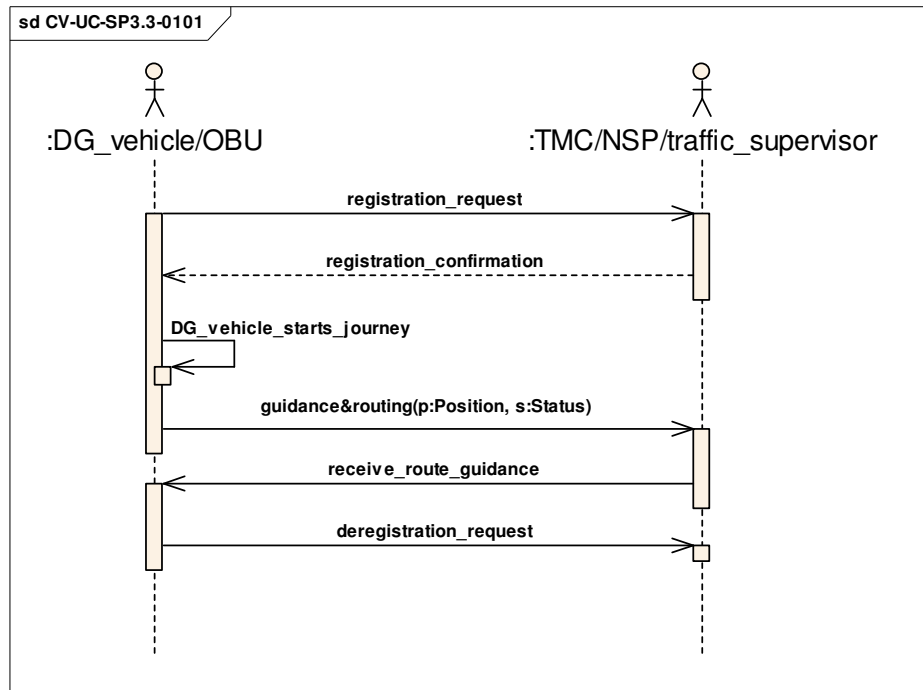 sd CV-UC-SP3.3-0101
:DG_vehicle/OBU
:TMC/NSP/traffic_supervisor
registration_request
registration_confirmation
DG_vehicle_starts_journey
guidance&routing(p:Position, s:Status)
receive_route_guidance
deregistration_request